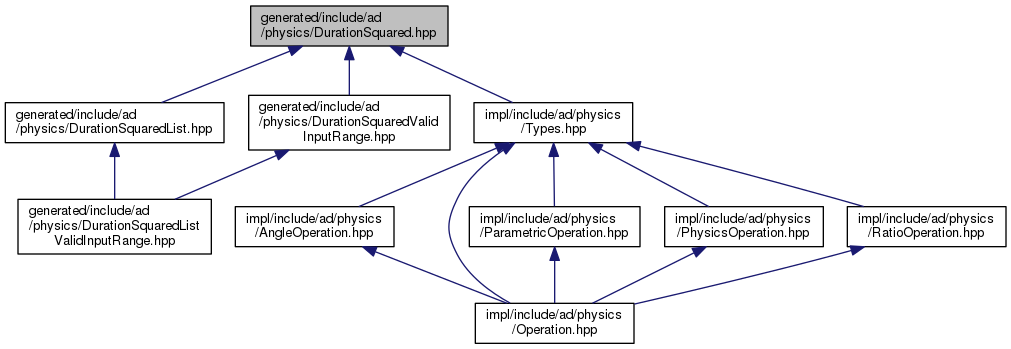 generated/include/ad
/physics/DurationSquared.hpp
generated/include/ad
/physics/DurationSquaredList.hpp
generated/include/ad
/physics/DurationSquaredValid
InputRange.hpp
impl/include/ad/physics
/Types.hpp
generated/include/ad
/physics/DurationSquaredList
ValidInputRange.hpp
impl/include/ad/physics
/AngleOperation.hpp
impl/include/ad/physics
/ParametricOperation.hpp
impl/include/ad/physics
/PhysicsOperation.hpp
impl/include/ad/physics
/RatioOperation.hpp
impl/include/ad/physics
/Operation.hpp